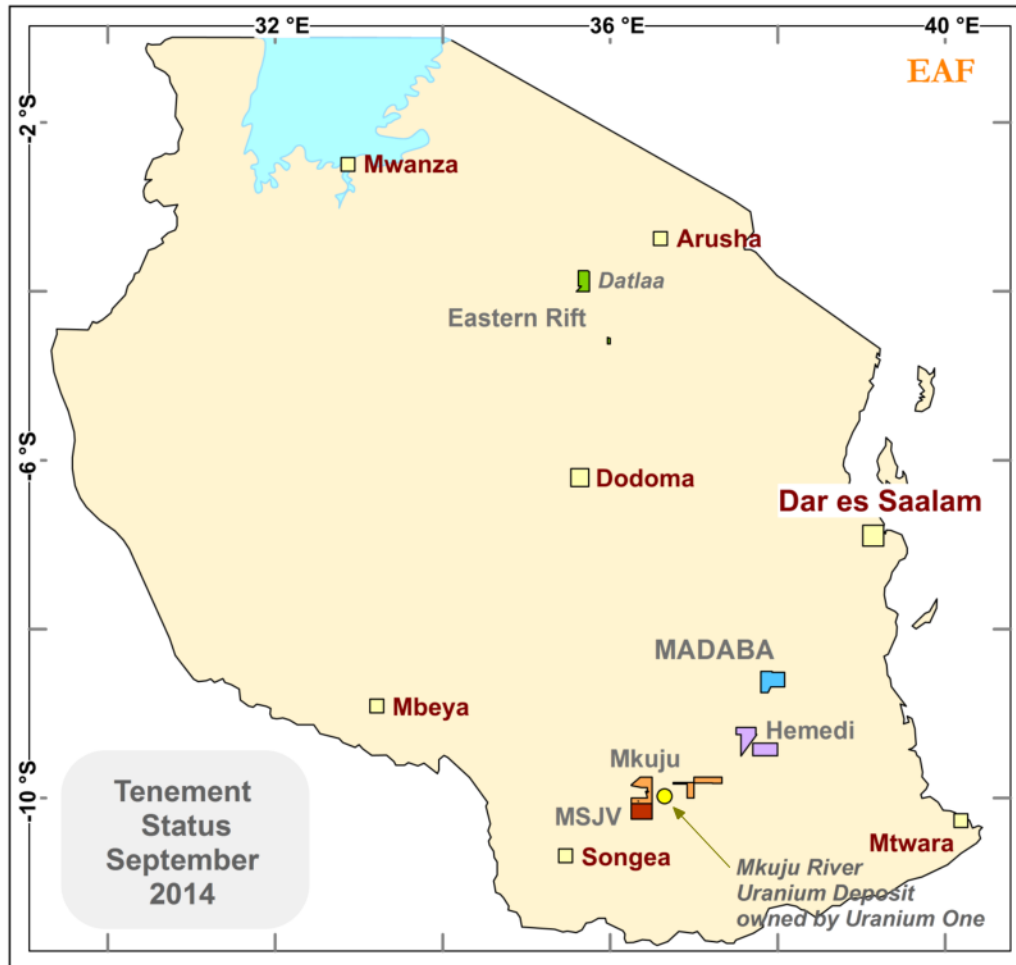 32 °E
36 °E
40 °E
EAF
-2 °S
Mwanza
Arusha
Datlaa
Eastern Rift
-6 °S
Dodoma
Dar es Saalam
MADABA
Mbeya
Hemedi
Mkuju
-10 °S
MSJV
Mtwara
Songea
Mkuju River
Uranium Deposit
owned by Uranium One
Tenement
Status
September
2014